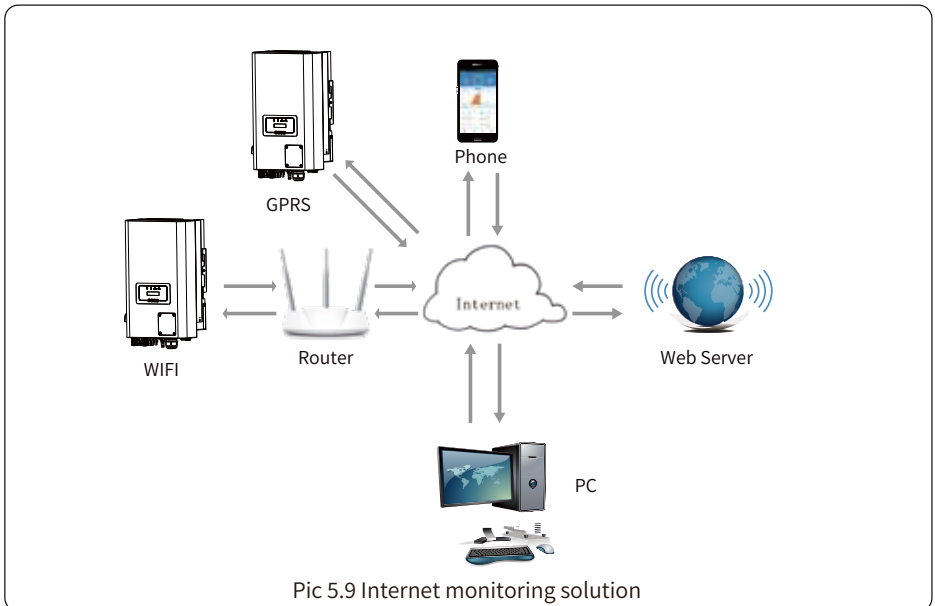 Phone
GPRS
Internet
WIFI
Router
Web Server
PC
Pic 5.9 Internet monitoring solution